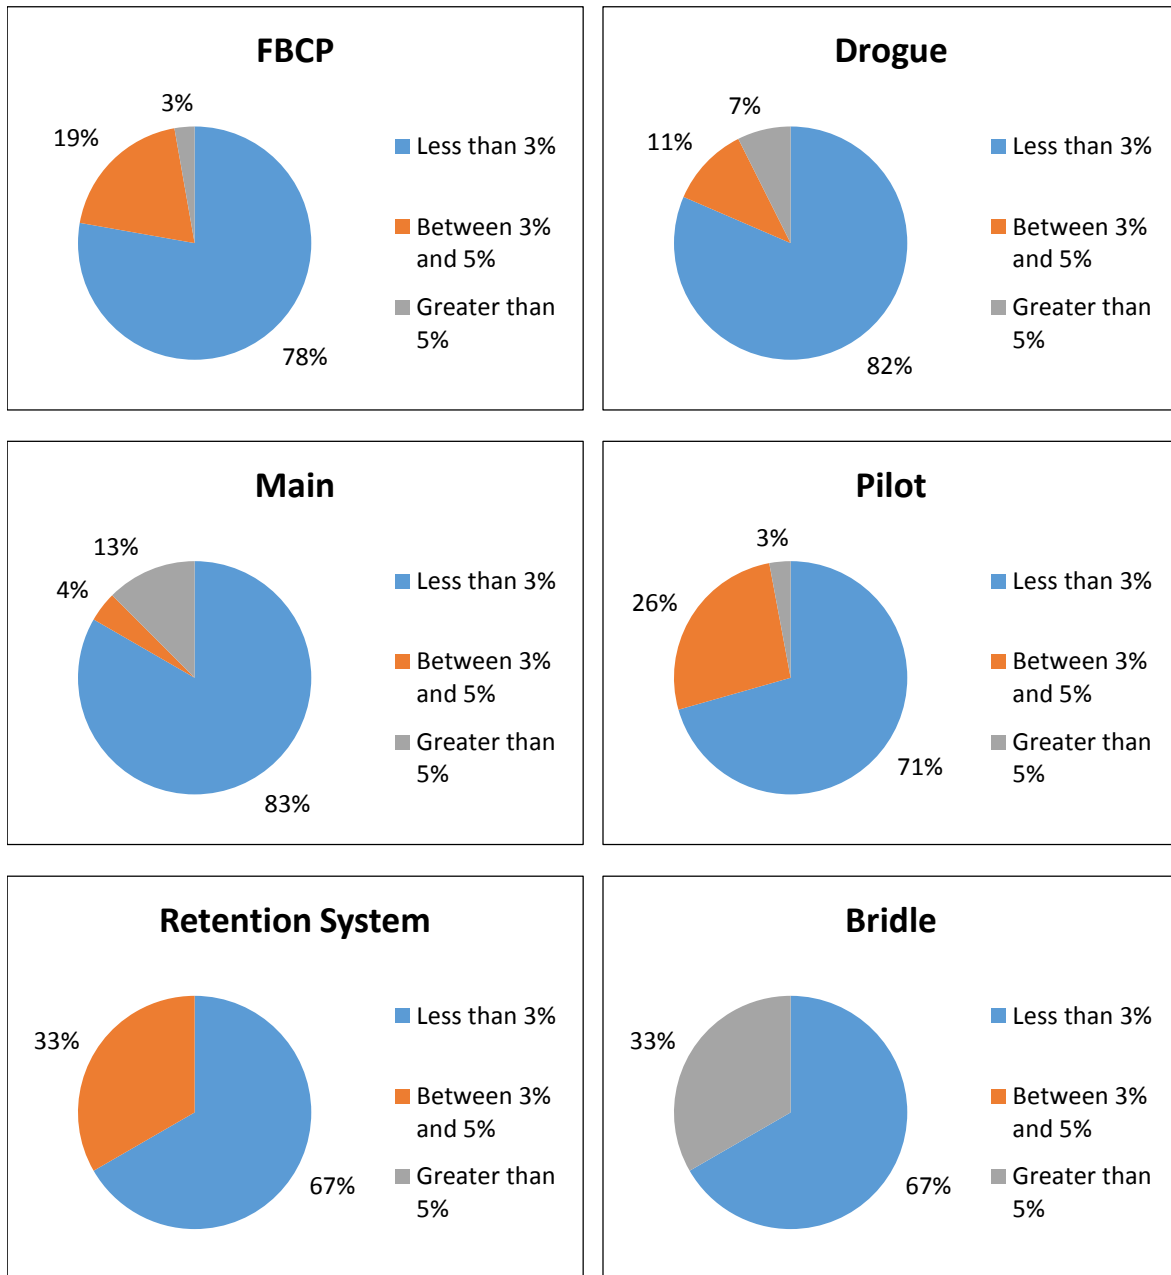 FBCP
3%
19%
78%
Less than 3%
Between 3%
and 5%
Greater than
5%
Drogue
7%
11%
82%
Less than 3%
Between 3%
and 5%
Greater than
5%
Main
13%
4%
83%
Less than 3%
Between 3%
and 5%
Greater than
5%
Pilot
3%
26%
71%
Less than 3%
Between 3%
and 5%
Greater than
5%
Retention System
33%
67%
Less than 3%
Between 3%
and 5%
Greater than
5%
Bridle
33%
67%
Less than 3%
Between 3%
and 5%
Greater than
5%